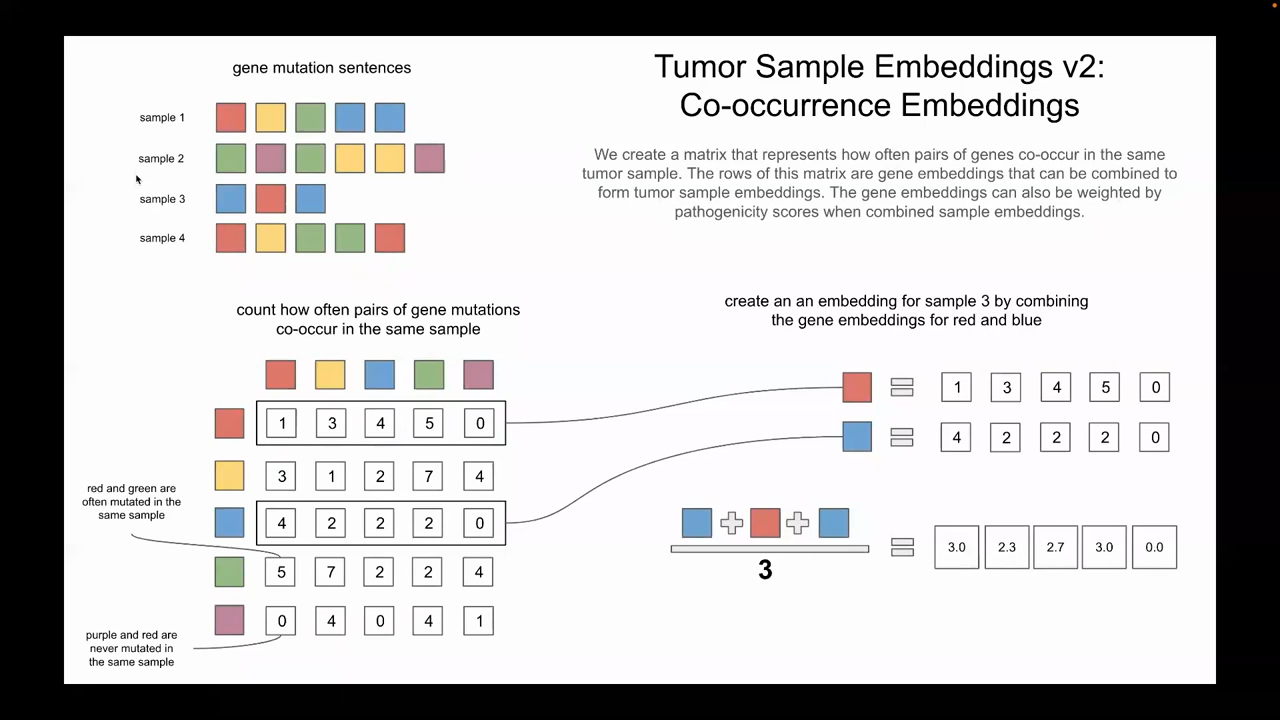 gene mutation sentences
sample 1
sample 2
sample 3
sample 4
Tumor Sample Embeddings v2:
Co-occurrence Embeddings
We create a matrix that represents how often pairs of genes co-occur in the same
tumor sample. The rows of this matrix are gene embeddings that can be combined to
form tumor sample embeddings. The gene embeddings can also be weighted by
pathogenicity scores when combined sample embeddings.
count how often pairs of gene mutations
co-occur in the same sample
1 3 4 5 0
3 1 2 7 4
4 2 2 2 0
5 7 2 2 4
0 4 0 4 1
red and green are
often mutated in the
same sample
purple and red are
never mutated in
the same sample
create an an embedding for sample 3 by combining
the gene embeddings for red and blue
1 3 4 5 0
4 2 2 2 0
3
3.0 2.3 2.7 3.0 0.0